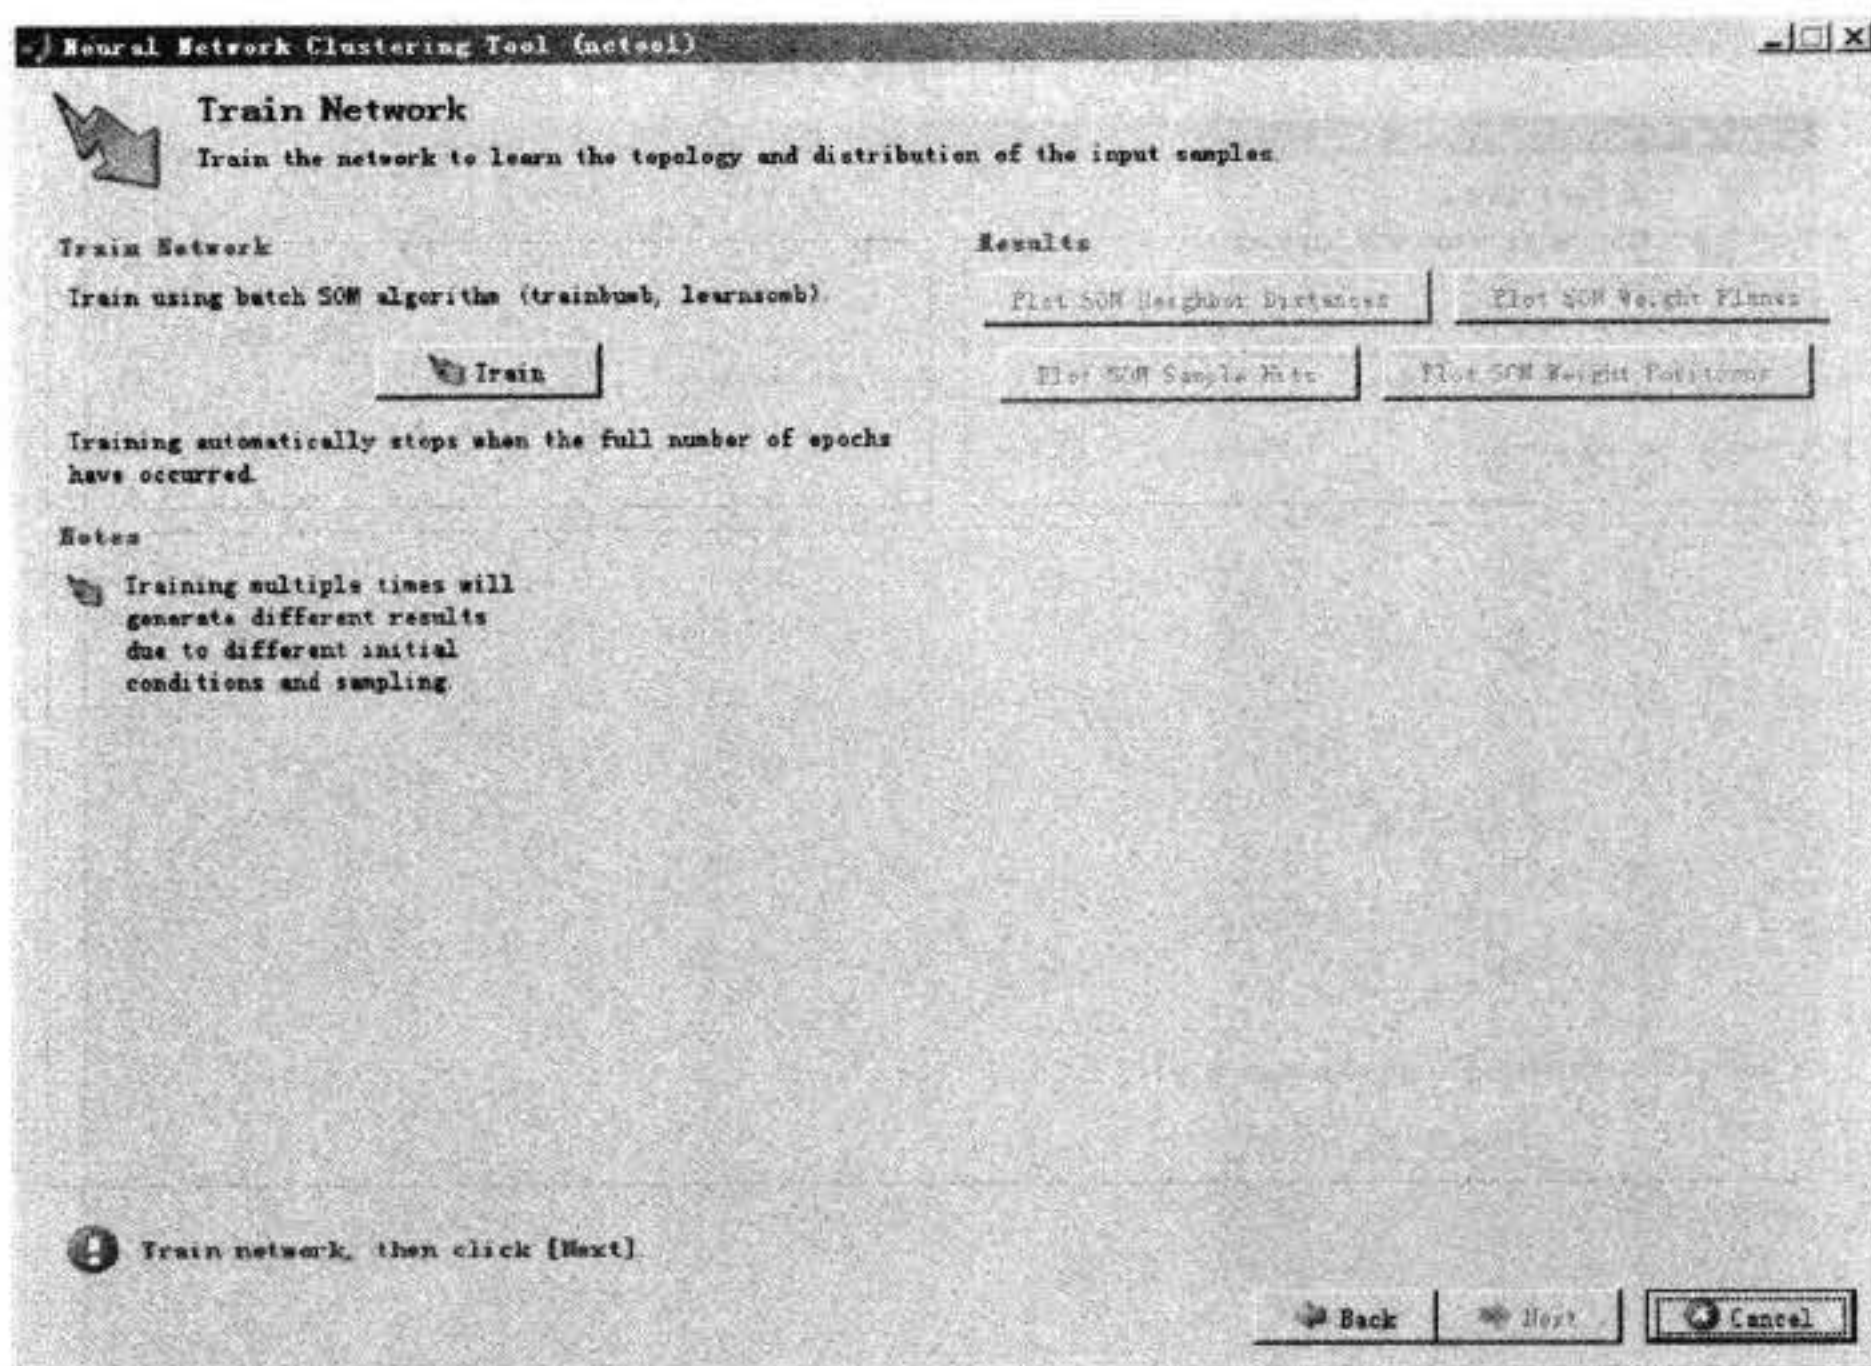 Neural Network Clustering Tool (nctool)
Train Network
Train the network to learn the topology and distribution of the input samples.
Train Network
Train using batch SOM algorithm (trainbuwb, learnsomb).
Train
Training automatically stops when the full number of epochs
have occurred.
Notes
Training multiple times will
generate different results
due to different initial
conditions and sampling.
Results
Plot SOM Neighbor Distances
Plot SOM Weight Planes
Plot SOM Sample Hits
Plot SOM Weight Positions
Train network, then click [Next]
Back
Next
Cancel